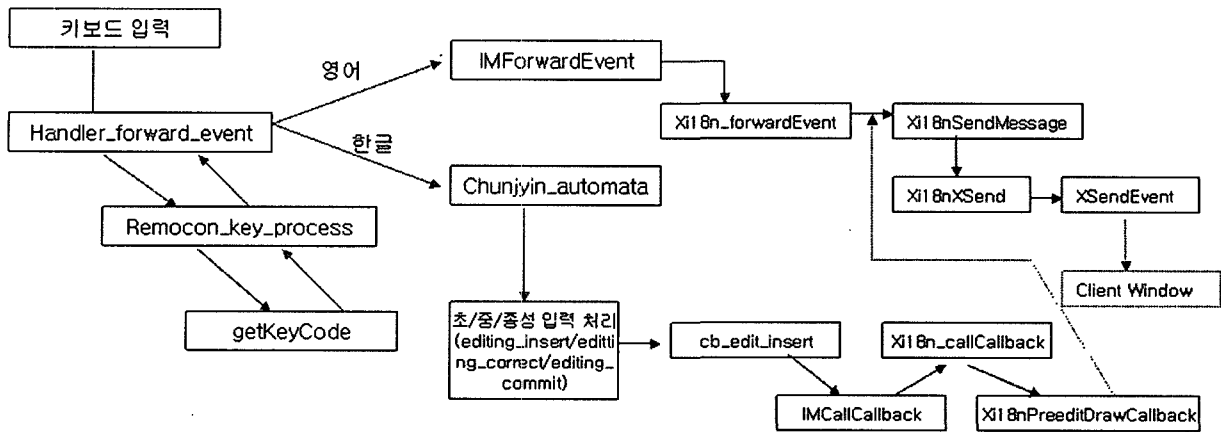 키보드 입력
영어
IMForwardEvent
Handler_forward_event
Xi18n_forwardEvent
Xi18nSendMessage
한글
Chunjyin_automata
Xi18nXSend
XSendEvent
Remocon_key_process
Client Window
getKeyCode
초/중/종성 입력 처리
(editing_insert/editti
ng_correct/editing_
commit)
cb_edit_insert
Xi18n_callCallback
IMCallCallback
Xi18nPreeditDrawCallback